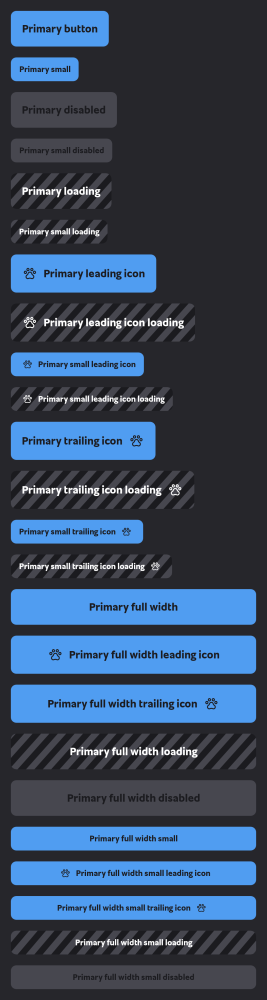 Primary button
Primary small
Primary disabled
Primary small disabled
Primary loading
Primary small loading
Primary leading icon
Primary leading icon loading
Primary small leading icon
Primary small leading icon loading
Primary trailing icon
Primary trailing icon loading
Primary small trailing icon
Primary small trailing icon loading
Primary full width
Primary full width leading icon
Primary full width trailing icon
Primary full width loading
Primary full width disabled
Primary full width small
Primary full width small leading icon
Primary full width small trailing icon
Primary full width small loading
Primary full width small disabled